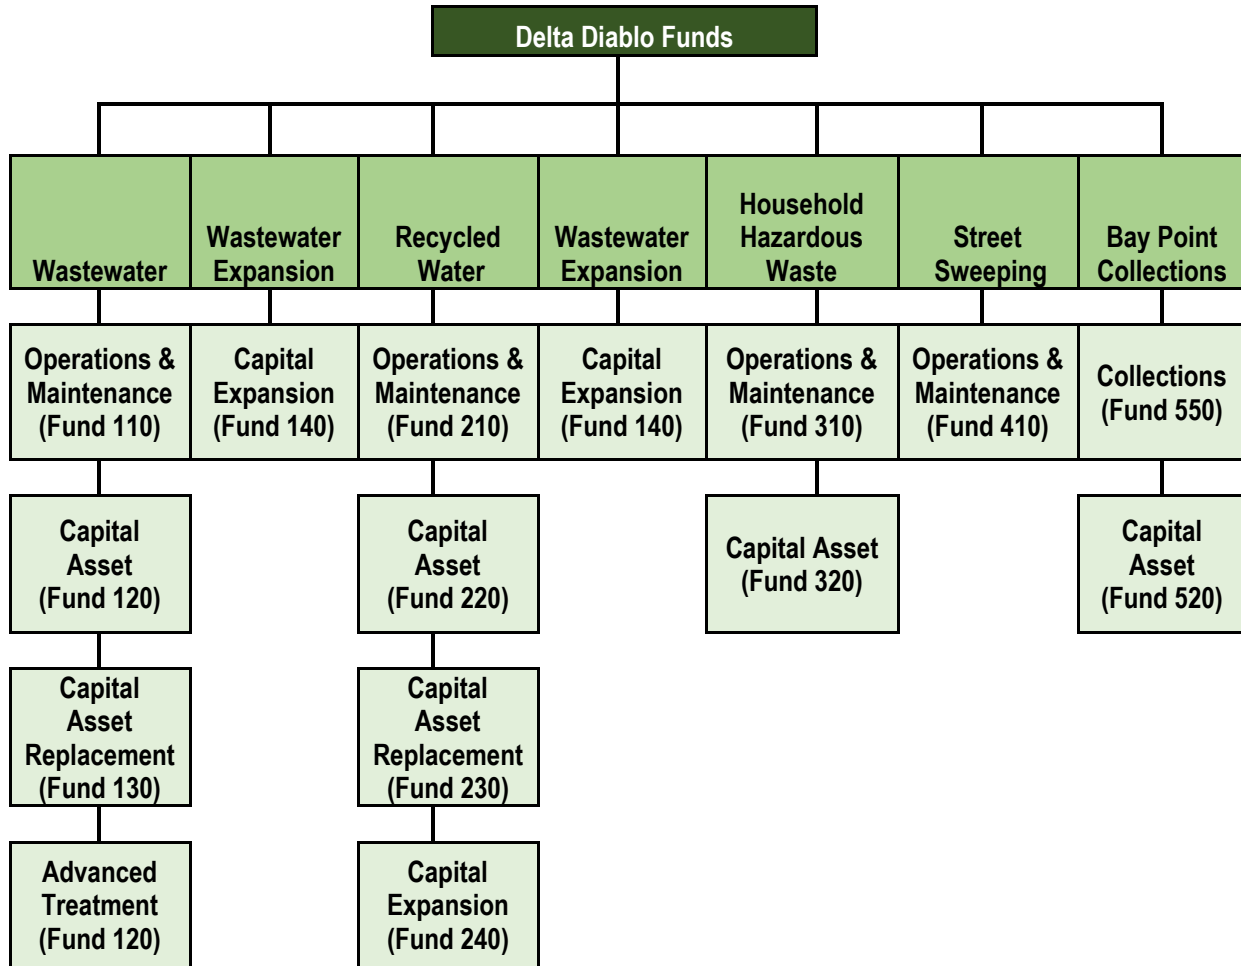 Delta Diablo Funds
Wastewater
Wastewater
Expansion
Recycled
Water
Wastewater
Expansion
Household
Hazardous
Waste
Street
Sweeping
Bay Point
Collections
Operations &
Maintenance
(Fund 110)
Capital
Expansion
(Fund 140)
Operations &
Maintenance
(Fund 210)
Capital
Expansion
(Fund 140)
Operations &
Maintenance
(Fund 310)
Operations &
Maintenance
(Fund 410)
Collections
(Fund 550)
Capital
Asset
(Fund 120)
Capital
Asset
(Fund 220)
Capital Asset
(Fund 320)
Capital
Asset
(Fund 520)
Capital
Asset
Replacement
(Fund 130)
Capital
Asset
Replacement
(Fund 230)
Advanced
Treatment
(Fund 120)
Capital
Expansion
(Fund 240)